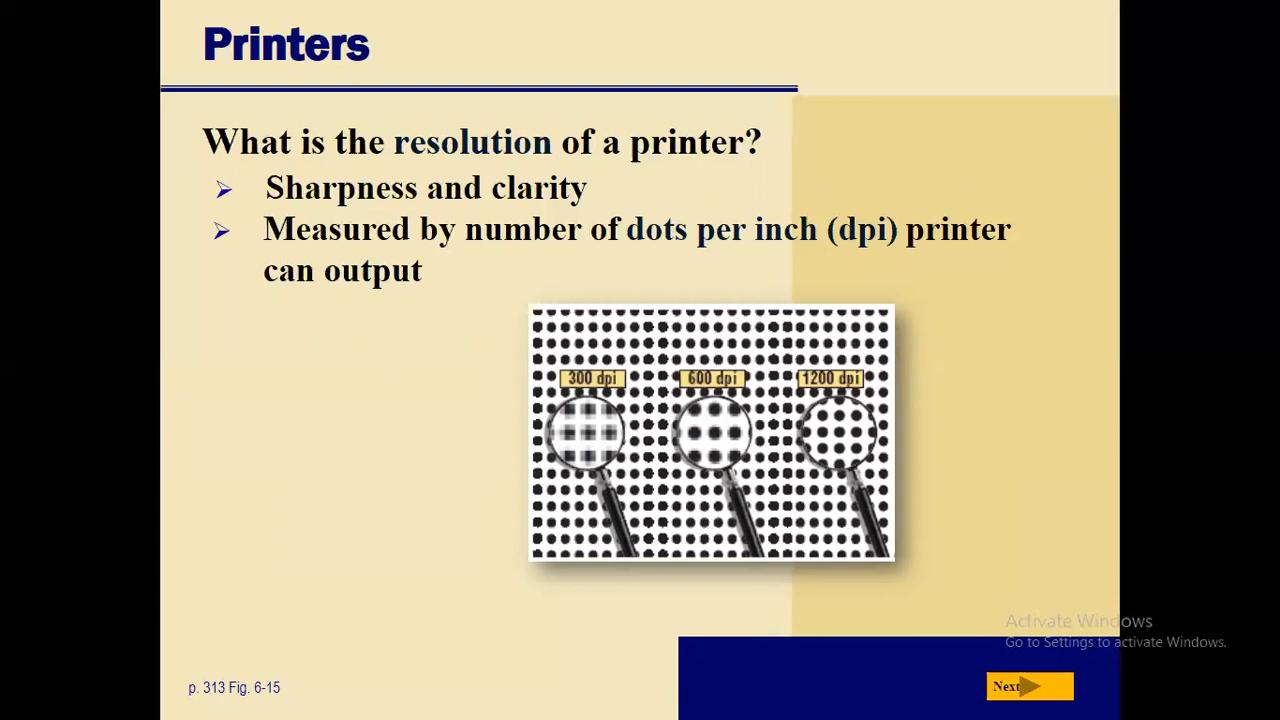 Printers
What is the resolution of a printer?
Sharpness and clarity
Measured by number of dots per inch (dpi) printer
can output
300 dpi
600 dpi
1200 dpi
Activate Windows
Go to Settings to activate Windows.
p. 313 Fig. 6-15
Next